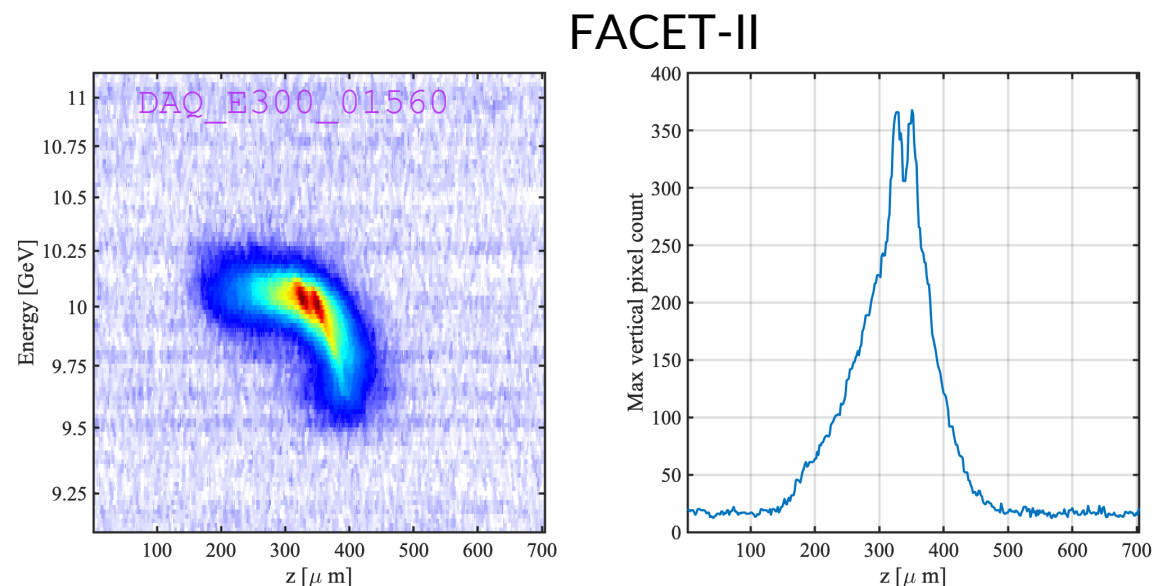 FACET-II
DAQ_E300_01560
Energy [GeV]
11
10.75
10.5
10.25
10
9.75
9.5
9.25
100 200 300 400 500 600 700
z [μ m]
Max vertical pixel count
400
350
300
250
200
150
100
50
0
100 200 300 400 500 600 700
z [μ m]